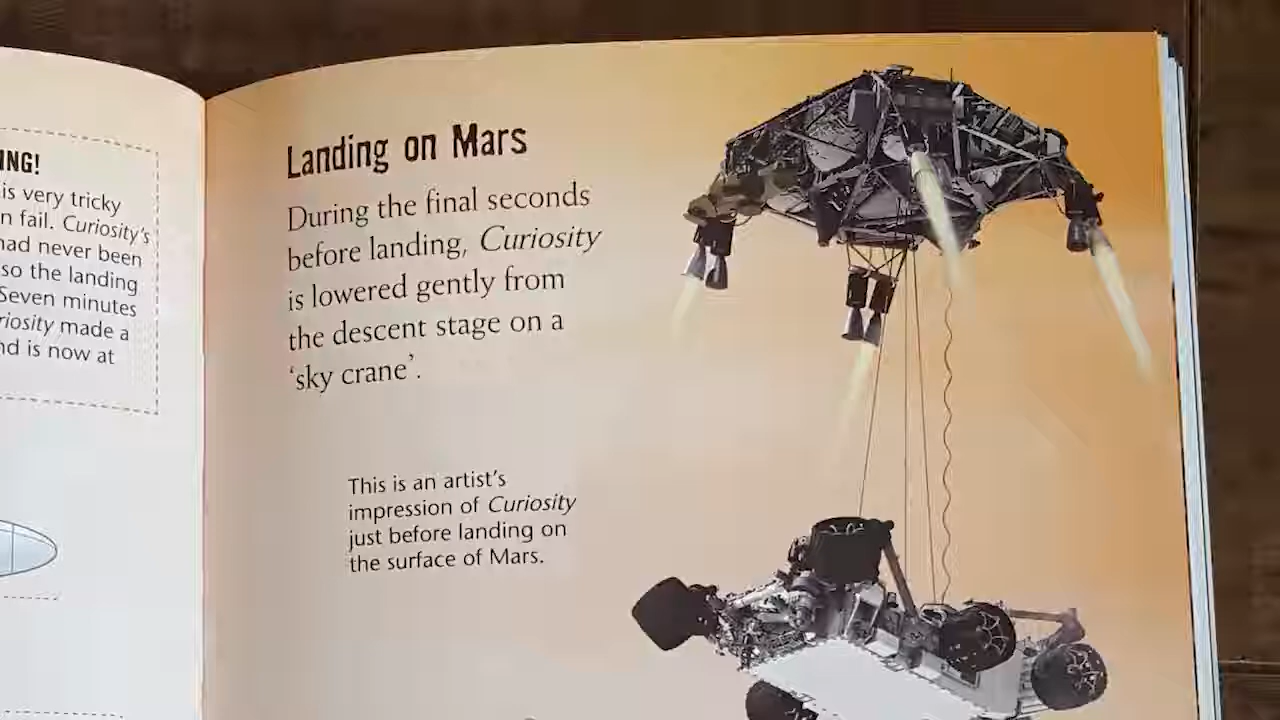 ING!
is very tricky
n fail. Curiosity's
had never been
so the landing
Seven minutes
riosity made a
nd is now at
Landing on Mars
During the final seconds
before landing, Curiosity
is lowered gently from
the descent stage on a
‘sky crane’.
This is an artist's
impression of Curiosity
just before landing on
the surface of Mars.